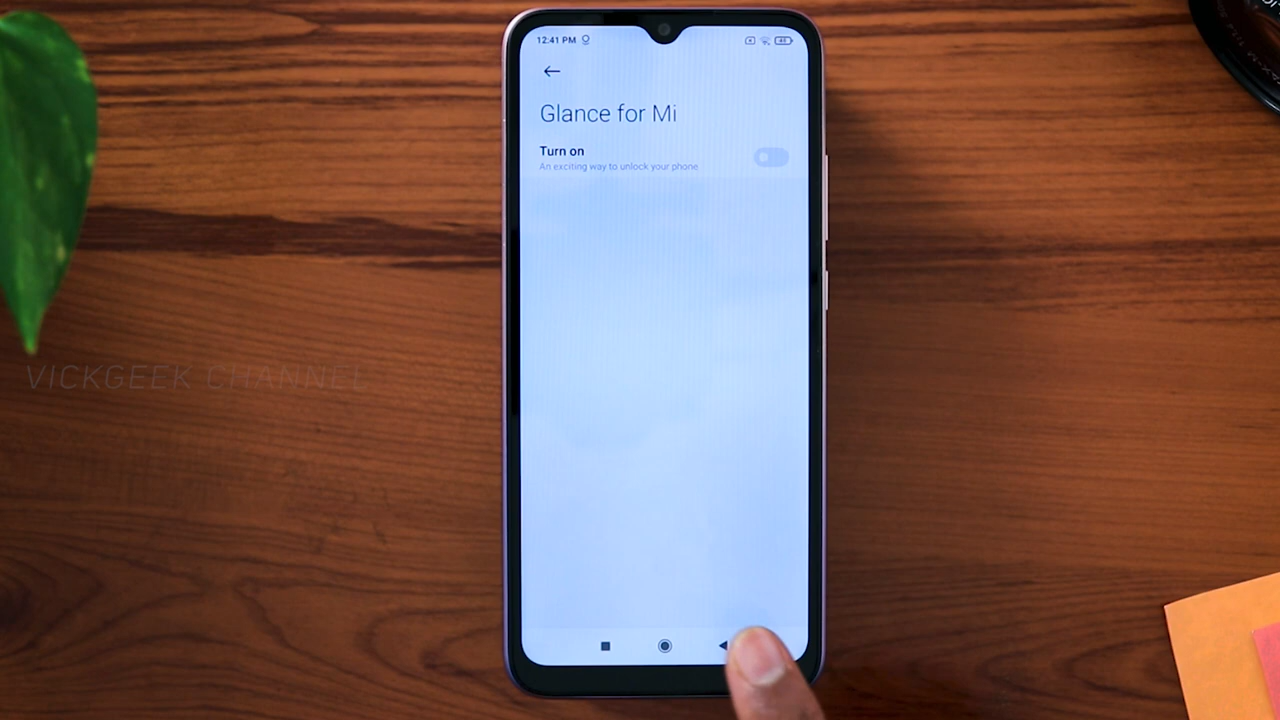 12:41 PM
Glance for Mi
Turn on
An exciting way to unlock your phone
VICKGEEK CHANNEL